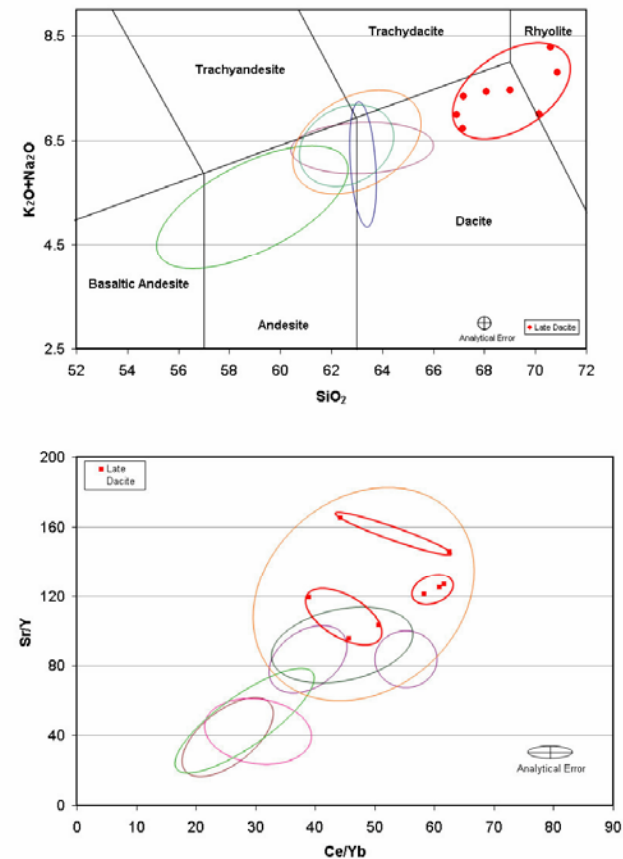 8.5
6.5
4.5
2.5
K2O+Na2O
Trachydacite
Rhyolite
Trachyandesite
Dacite
Basaltic Andesite
Andesite
Analytical Error
Late Dacite
52 54 56 58 60 62 64 66 68 70 72
SiO2
200
160
120
80
40
0
Sr/Y
Late
Dacite
Analytical Error
0 10 20 30 40 50 60 70 80 90
Ce/Yb